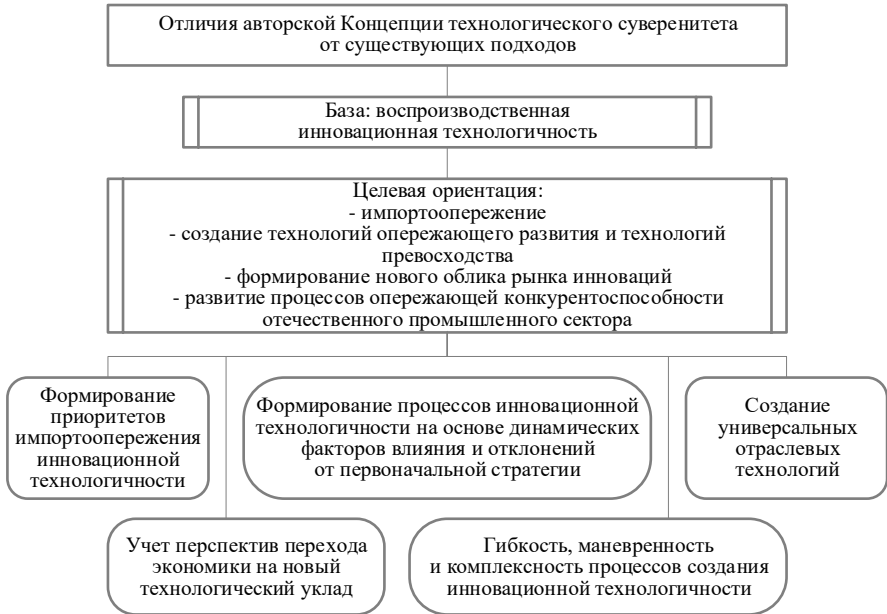 Отличия авторской Концепции технологического суверенитета
от существующих подходов
База: воспроизводственная
инновационная технологичность
Целевая ориентация:
- импортоопережение
- создание технологий опережающего развития и технологий
превосходства
- формирование нового облика рынка инноваций
- развитие процессов опережающей конкурентоспособности
отечественного промышленного сектора
Формирование
приоритетов
импортоопережения
инновационной
технологичности
Формирование процессов инновационной
технологичности на основе динамических
факторов влияния и отклонений
от первоначальной стратегии
Создание
универсальных
отраслевых
технологий
Учет перспектив перехода
экономики на новый
технологический уклад
Гибкость, маневренность
и комплексность процессов создания
инновационной технологичности